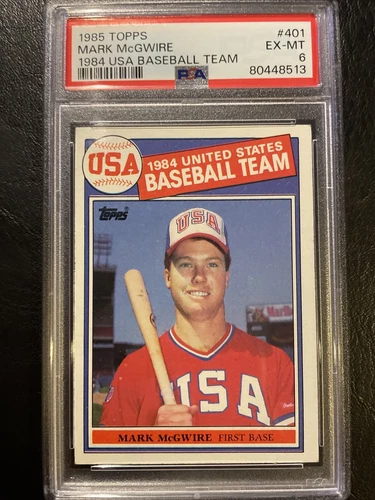 1985 TOPPS #401
MARK McGWIRE EX-MT
1984 USA BASEBALL TEAM 6
PSA 80448513
USA
1984 UNITED STATES
BASEBALL TEAM
Topps
USA
Marlboro
USA
MARK McGWIRE FIRST BASE